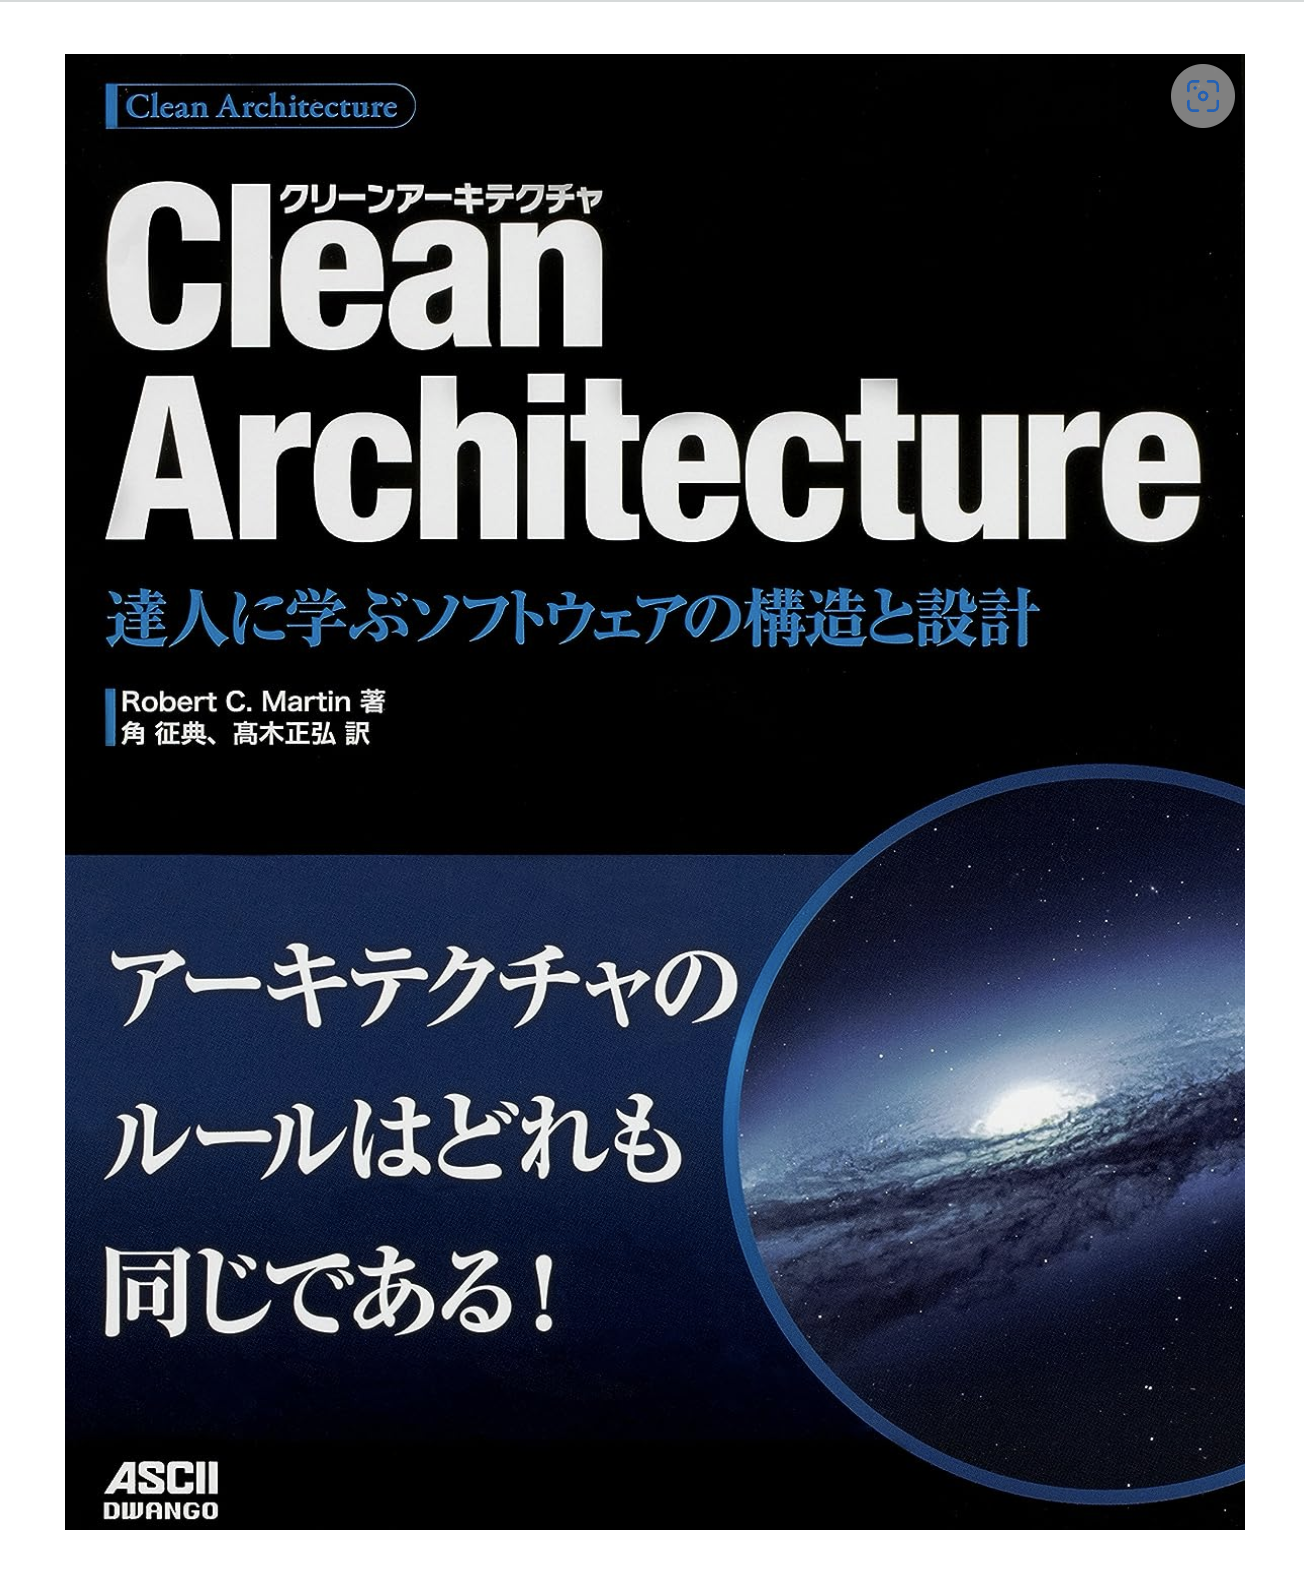 Clean Architecture
クリーンアーキテクチャ
Clean
Architecture
達人に学ぶソフトウェアの構造と設計
Robert C. Martin 著
角 征典、髙木正弘 訳
アーキテクチャの
ルールはどれも
同じである！
ASCII
DWANGO